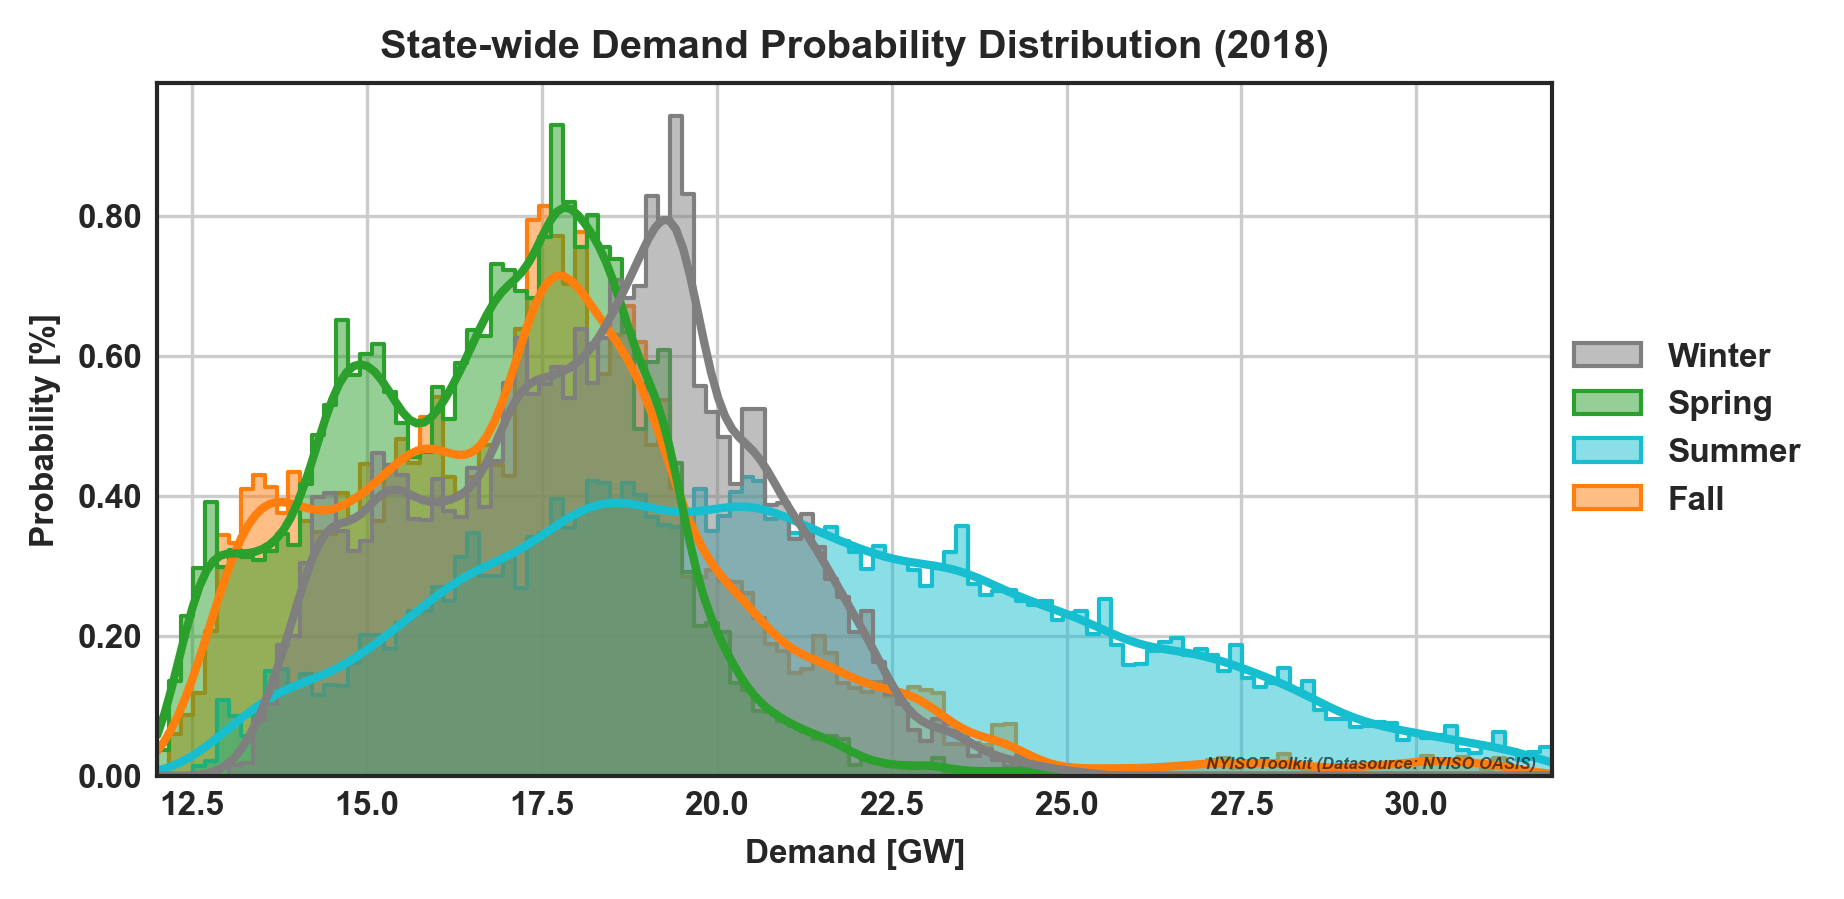 State-wide Demand Probability Distribution (2018)
Probability [%]
0.80
0.60
0.40
0.20
0.00
12.5 15.0 17.5 20.0 22.5 25.0 27.5 30.0
Demand [GW]
NYISOToolkit (Datasource: NYISO OASIS)
Winter
Spring
Summer
Fall